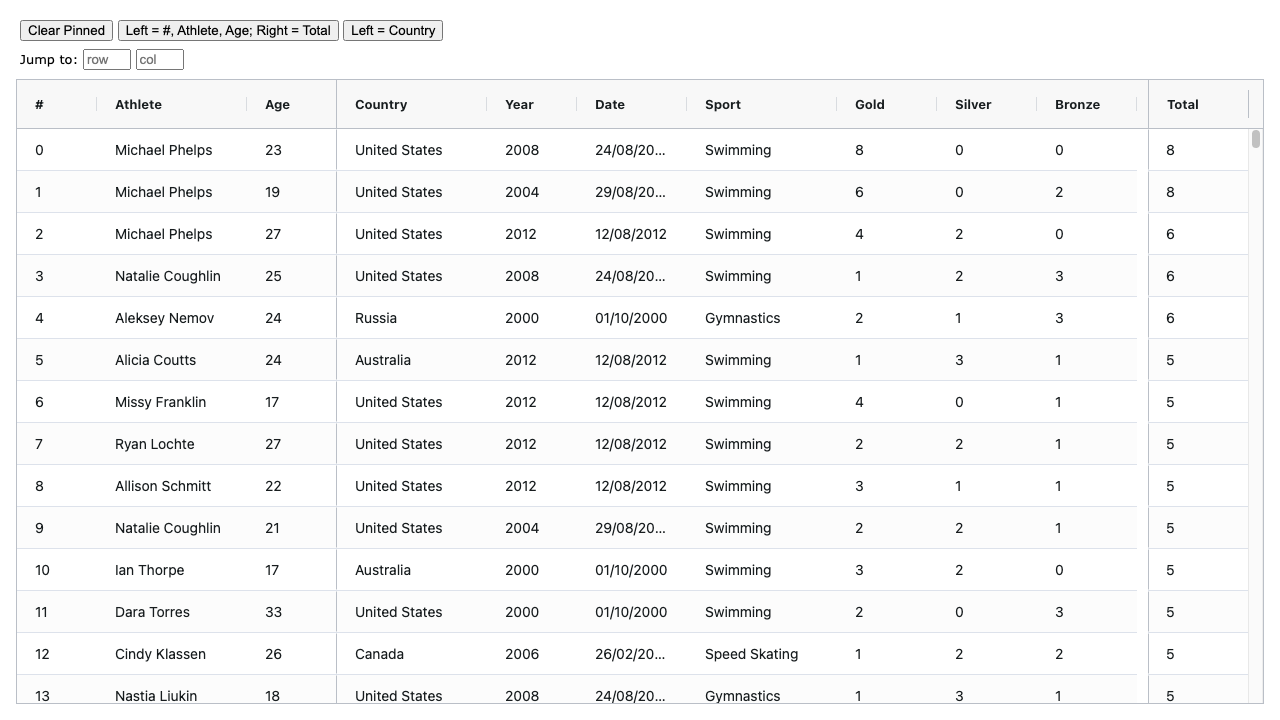 Clear Pinned Left = #, Athlete, Age; Right = Total Left = Country
Jump to: row col
# Athlete Age Country Year Date Sport Gold Silver Bronze Total
0 Michael Phelps 23 United States 2008 24/08/20... Swimming 8 0 0 8
1 Michael Phelps 19 United States 2004 29/08/20... Swimming 6 0 2 8
2 Michael Phelps 27 United States 2012 12/08/2012 Swimming 4 2 0 6
3 Natalie Coughlin 25 United States 2008 24/08/20... Swimming 1 2 3 6
4 Aleksey Nemov 24 Russia 2000 01/10/2000 Gymnastics 2 1 3 6
5 Alicia Coutts 24 Australia 2012 12/08/2012 Swimming 1 3 1 5
6 Missy Franklin 17 United States 2012 12/08/2012 Swimming 4 0 1 5
7 Ryan Lochte 27 United States 2012 12/08/2012 Swimming 2 2 1 5
8 Allison Schmitt 22 United States 2012 12/08/2012 Swimming 3 1 1 5
9 Natalie Coughlin 21 United States 2004 29/08/20... Swimming 2 2 1 5
10 Ian Thorpe 17 Australia 2000 01/10/2000 Swimming 3 2 0 5
11 Dara Torres 33 United States 2000 01/10/2000 Swimming 2 0 3 5
12 Cindy Klassen 26 Canada 2006 26/02/20... Speed Skating 1 2 2 5
13 Nastia Liukin 18 United States 2008 24/08/20... Gymnastics 1 3 1 5